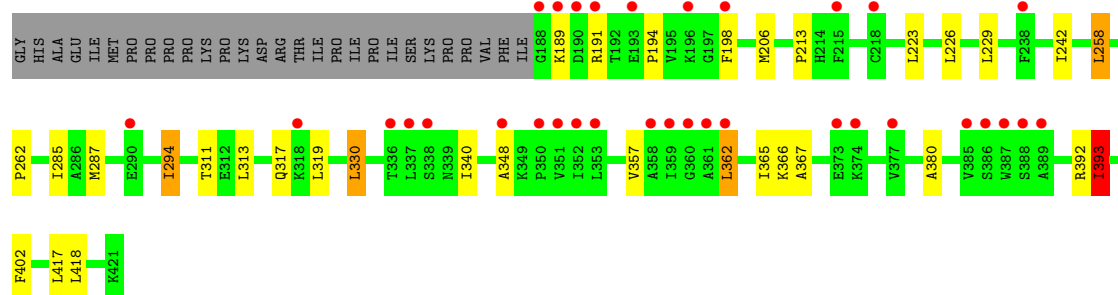 GLY HIS ALA GLU ILE MET PRO PRO PRO PRO LYS PRO LYS ASP ARG THR ILE PRO ILE PRO ILE SER LYS PRO PRO VAL PHE ILE G188 K189 D190 R191 T192 E193 P194 V195 K196 G197 F198 M206 P213 H214 F215 C218 L223 L226 L229 F238 I242 L258
P262 I285 A286 M287 E290 I294 T311 E312 L313 Q317 K318 L319 L330 T336 L337 S338 N339 I340 A348 K349 P350 V351 I352 L353 V357 A358 I359 G360 A361 L362 I365 K366 A367 E373 K374 V377 A380 V385 S386 W387 S388 A389 R392 I393
F402 L417 L418 K421